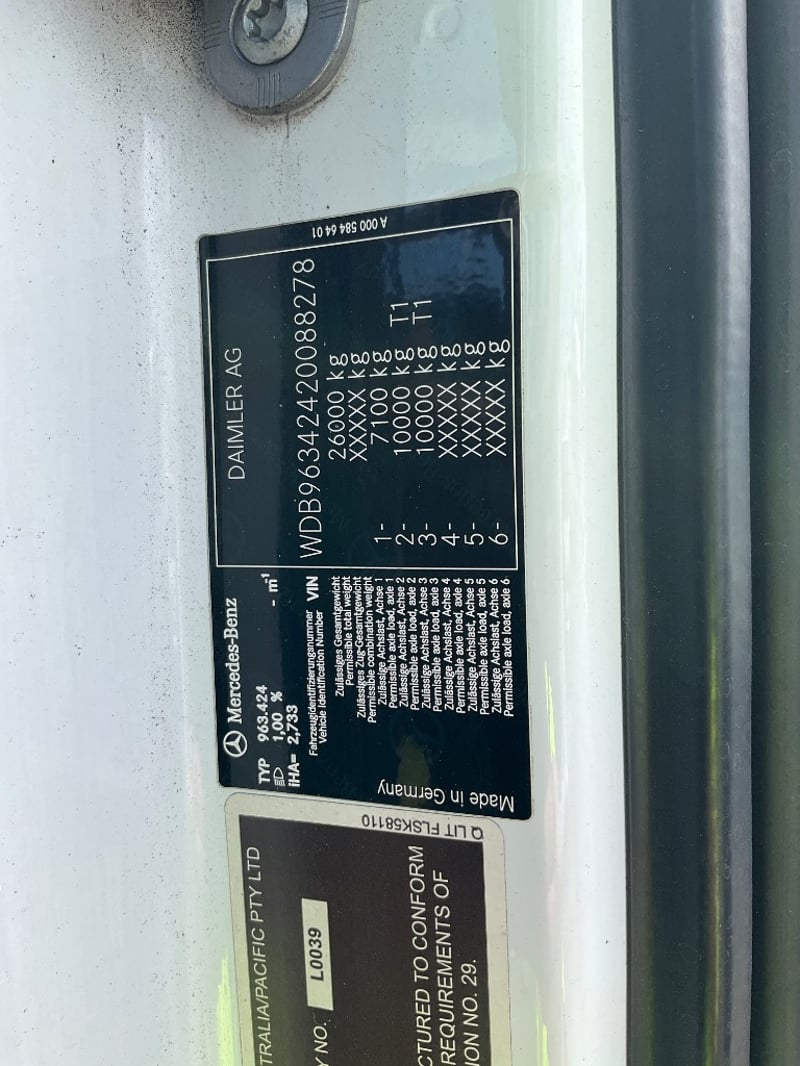 A 000 584 64 01
Mercedes-Benz
DAIMLER AG
TYP 963.424
1,00 %
- m⁻¹
iHA= 2,733
Fahrzeugidentifizierungsnummer
Vehicle Identification Number
VIN
WDB96342420088278
Zulässiges Gesamtgewicht
Permissible total weight
26000 kg
Zulässiges Zug-Gesamtgewicht
Permissible combination weight
XXXXX kg
Zulässige Achslast, Achse 1
Permissible axle load, axle 1
1- 7100 kg
Zulässige Achslast, Achse 2
Permissible axle load, axle 2
2- 10000 kg T1
Zulässige Achslast, Achse 3
Permissible axle load, axle 3
3- 10000 kg T1
Zulässige Achslast, Achse 4
Permissible axle load, axle 4
4- XXXXX kg
Zulässige Achslast, Achse 5
Permissible axle load, axle 5
5- XXXXX kg
Zulässige Achslast, Achse 6
Permissible axle load, axle 6
6- XXXXX kg
Made in Germany
Q LIT FLSK58110
TRALIA/PACIFIC PTY LTD
Y NO. L0039
CTURED TO CONFORM
REQUIREMENTS OF
ION NO. 29.